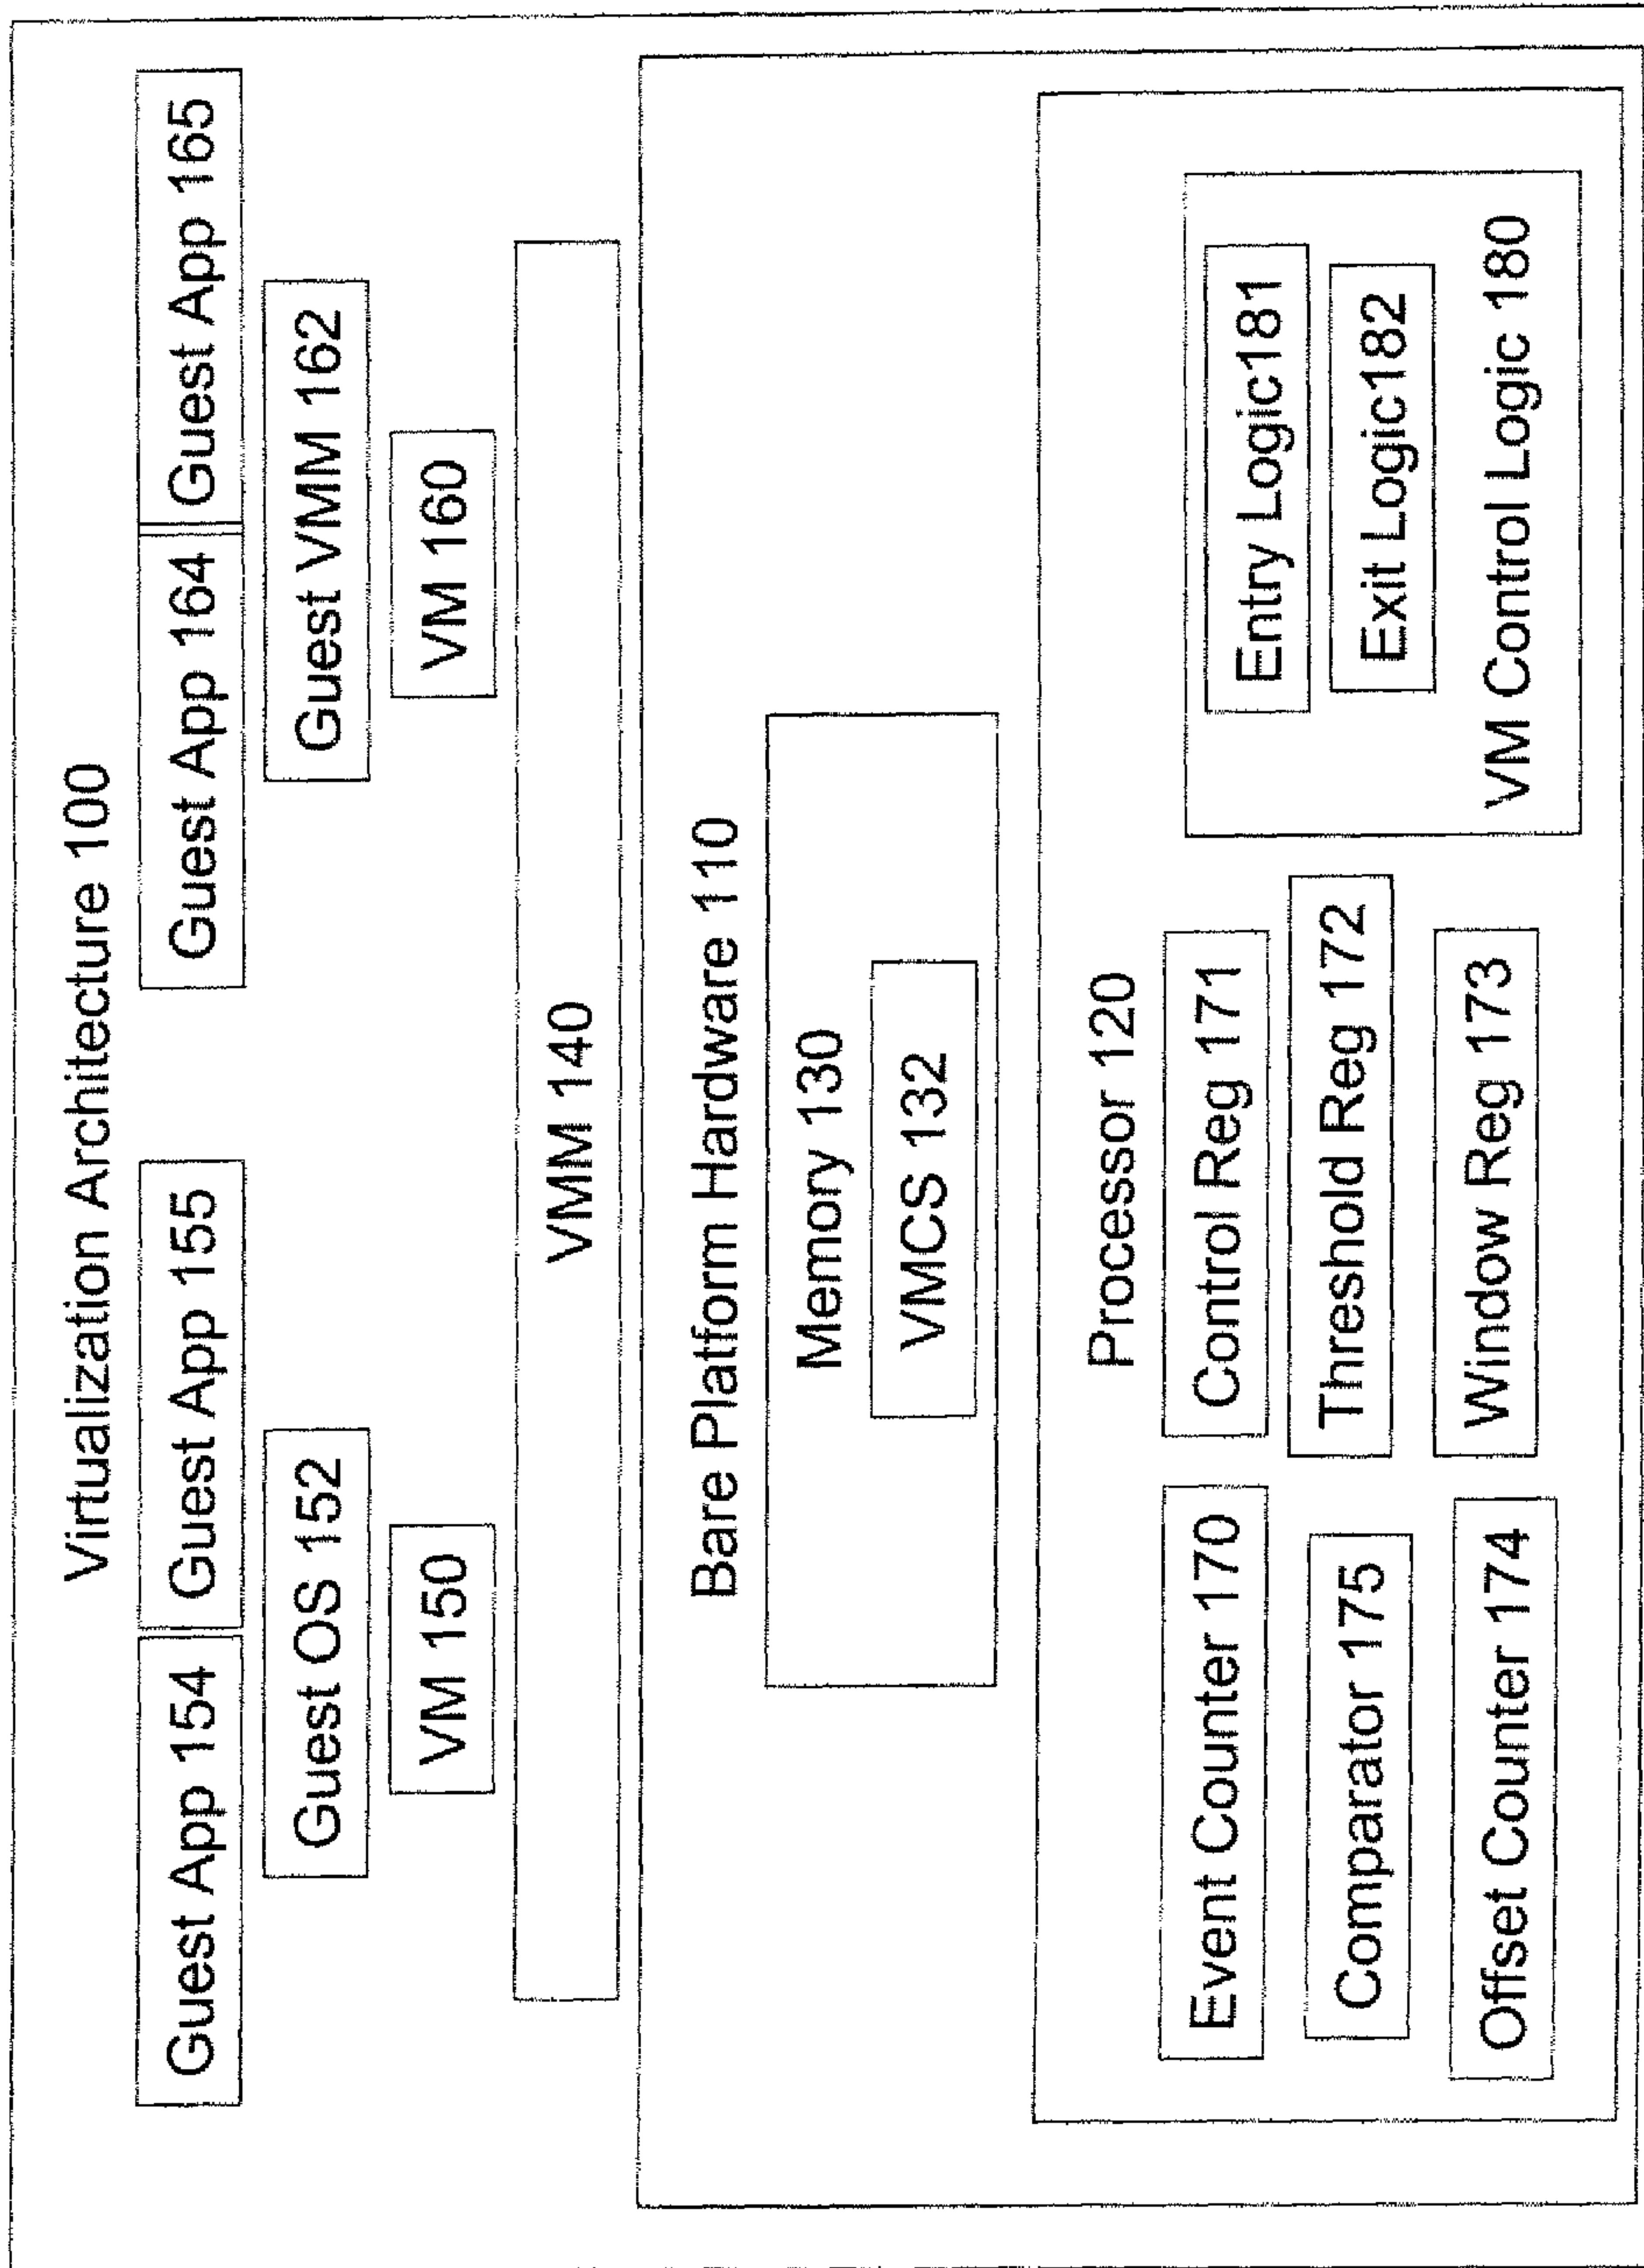 Virtualization Architecture 100
Guest App 154
Guest App 155
Guest App 164
Guest App 165
Guest OS 152
Guest VMM 162
VM 150
VM 160
VMM 140
Bare Platform Hardware 110
Memory 130
VMCS 132
Processor 120
Event Counter 170
Control Reg 171
Entry Logic181
Comparator 175
Threshold Reg 172
Exit Logic182
Offset Counter 174
Window Reg 173
VM Control Logic 180